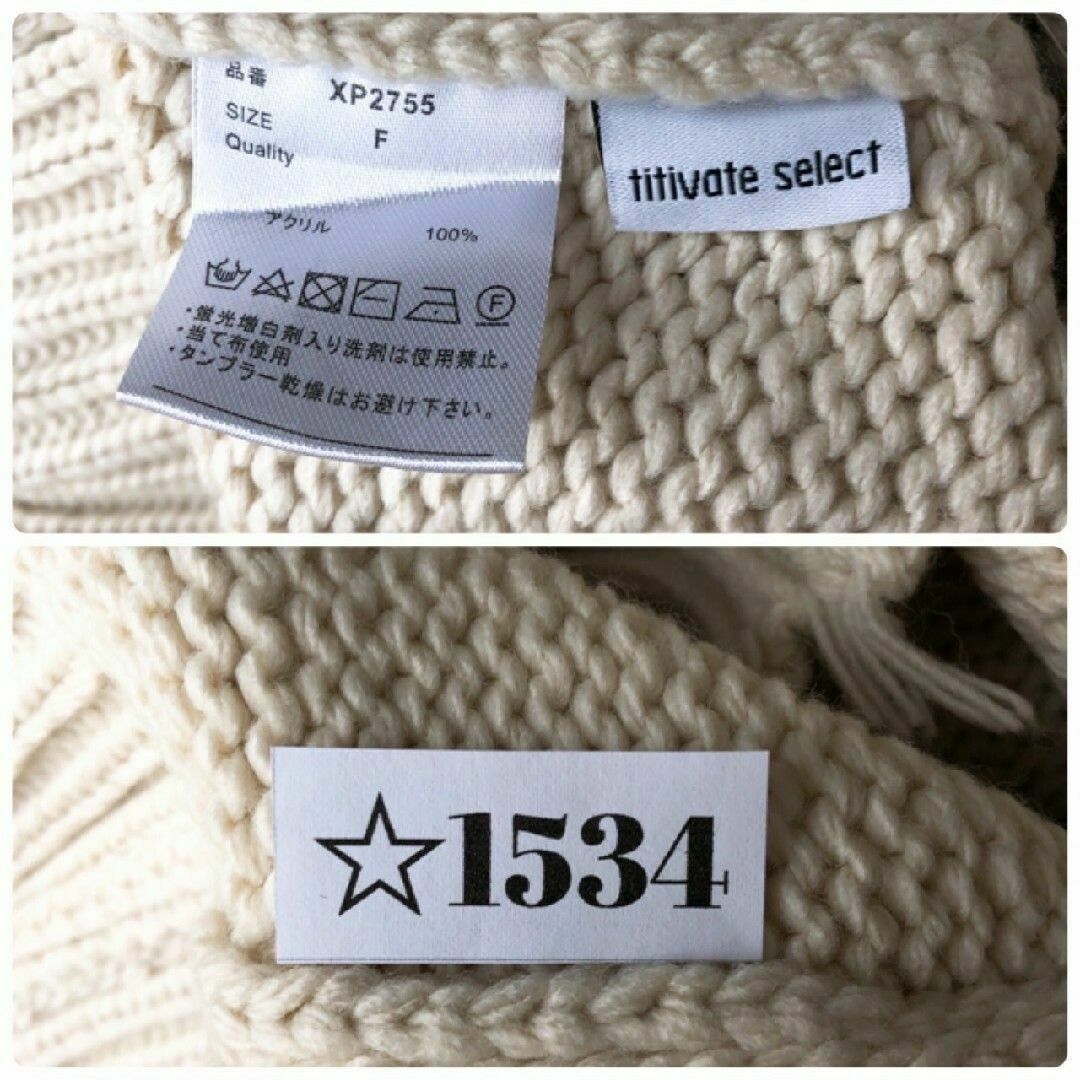 品番 XP2755
SIZE F
Quality
アクリル 100%
F
・蛍光増白剤入り洗剤は使用禁止。
・当て布使用
・タンブラー乾燥はお避け下さい。
titivate select
☆1534